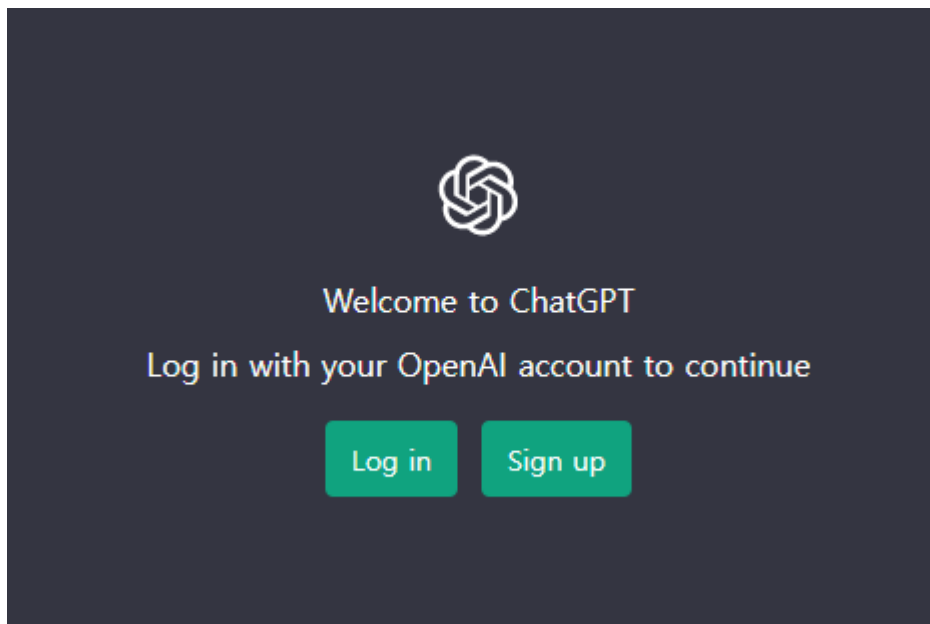 Welcome to ChatGPT
Log in with your OpenAI account to continue
Log in
Sign up